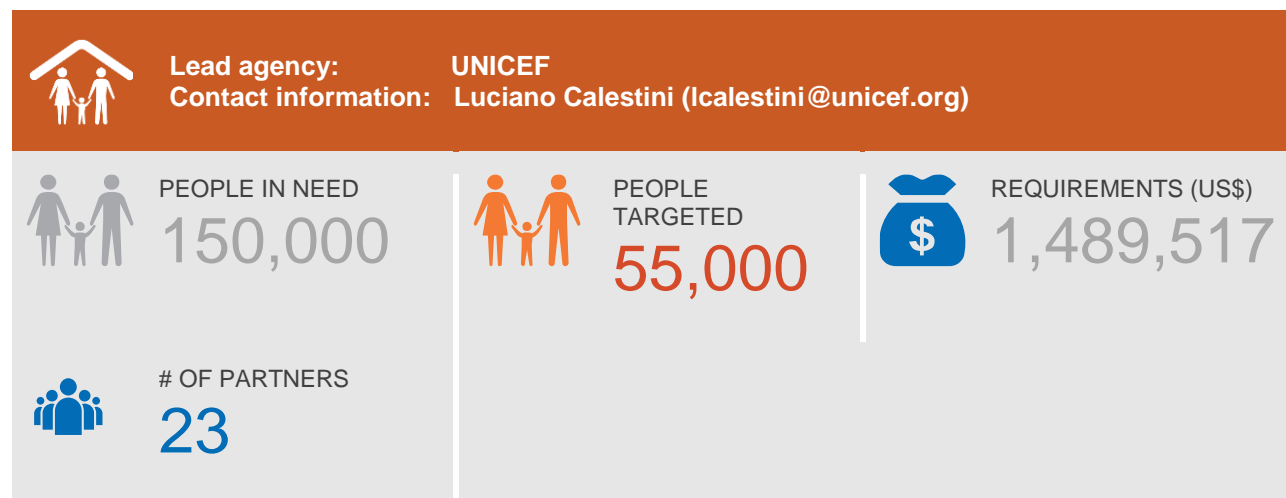 Lead agency: UNICEF
Contact information: Luciano Calestini (lcalestini@unicef.org)
PEOPLE IN NEED
150,000
PEOPLE
TARGETED
55,000
$
REQUIREMENTS (US$)
1,489,517
# OF PARTNERS
23